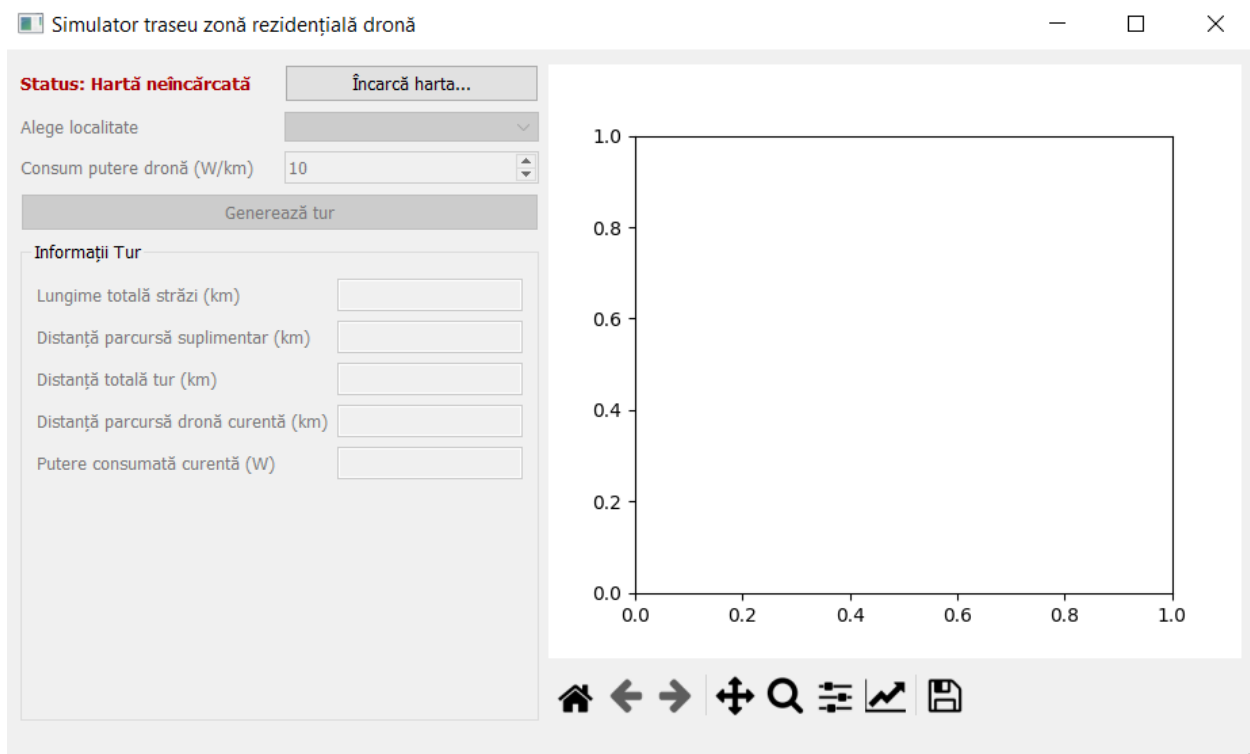 Simulator traseu zonă rezidențială dronă
Status: Hartă neîncărcată
Încarcă harta...
Alege localitate
Consum putere dronă (W/km)
10
Generează tur
Informații Tur
Lungime totală străzi (km)
Distanță parcursă suplimentar (km)
Distanță totală tur (km)
Distanță parcursă dronă curentă (km)
Putere consumată curentă (W)
1.0
0.8
0.6
0.4
0.2
0.0
0.0 0.2 0.4 0.6 0.8 1.0